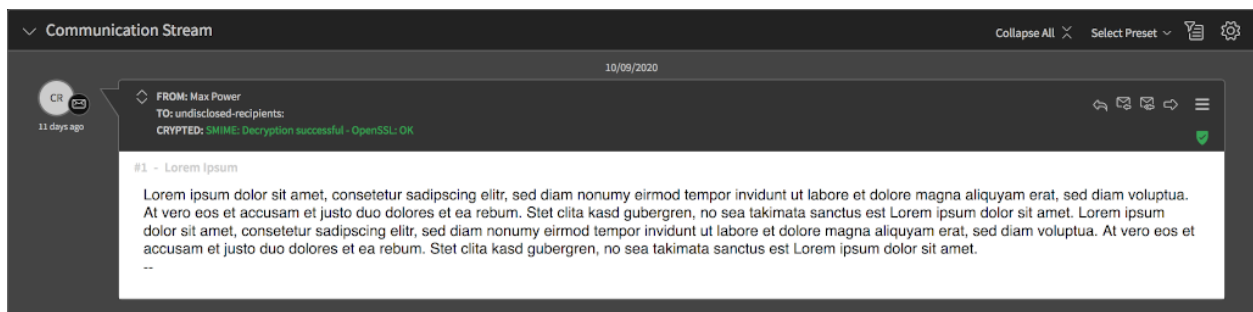 Communication Stream
Collapse All
Select Preset
10/09/2020
CR
11 days ago
FROM: Max Power
TO: undisclosed-recipients:
CRYPTED: SMIME: Decryption successful - OpenSSL: OK
#1 - Lorem Ipsum
Lorem ipsum dolor sit amet, consetetur sadipscing elitr, sed diam nonumy eirmod tempor invidunt ut labore et dolore magna aliquyam erat, sed diam voluptua.
At vero eos et accusam et justo duo dolores et ea rebum. Stet clita kasd gubergren, no sea takimata sanctus est Lorem ipsum dolor sit amet. Lorem ipsum
dolor sit amet, consetetur sadipscing elitr, sed diam nonumy eirmod tempor invidunt ut labore et dolore magna aliquyam erat, sed diam voluptua. At vero eos et
accusam et justo duo dolores et ea rebum. Stet clita kasd gubergren, no sea takimata sanctus est Lorem ipsum dolor sit amet.
--